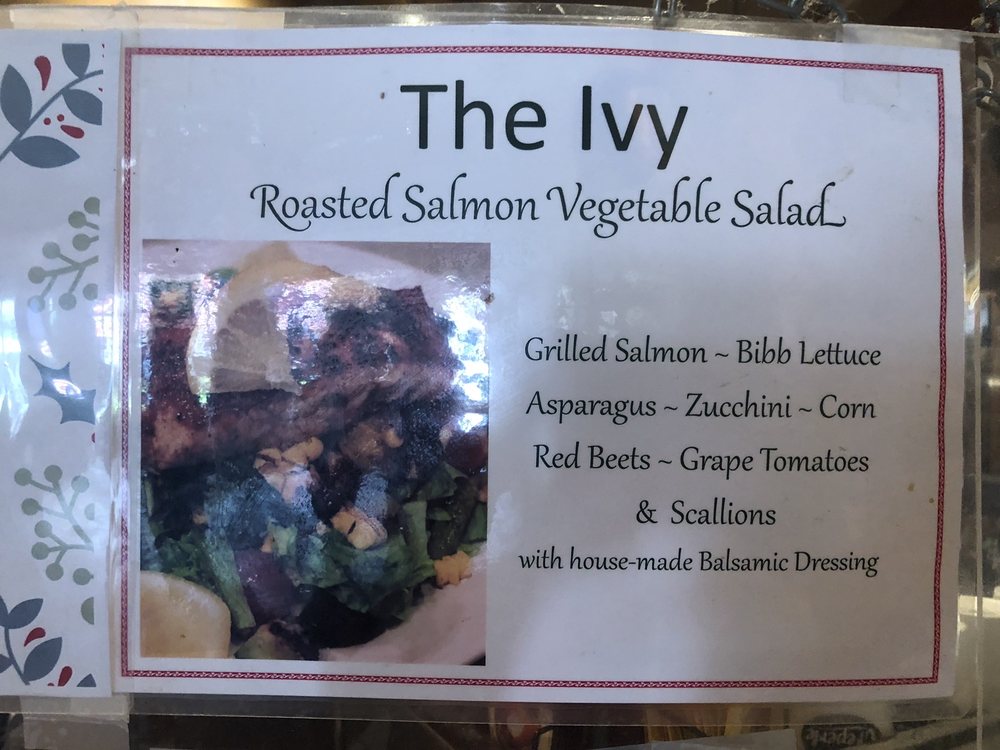 The Ivy
Roasted Salmon Vegetable Salad
Grilled Salmon ~ Bibb Lettuce
Asparagus ~ Zucchini ~ Corn
Red Beets ~ Grape Tomatoes
& Scallions
with house-made Balsamic Dressing